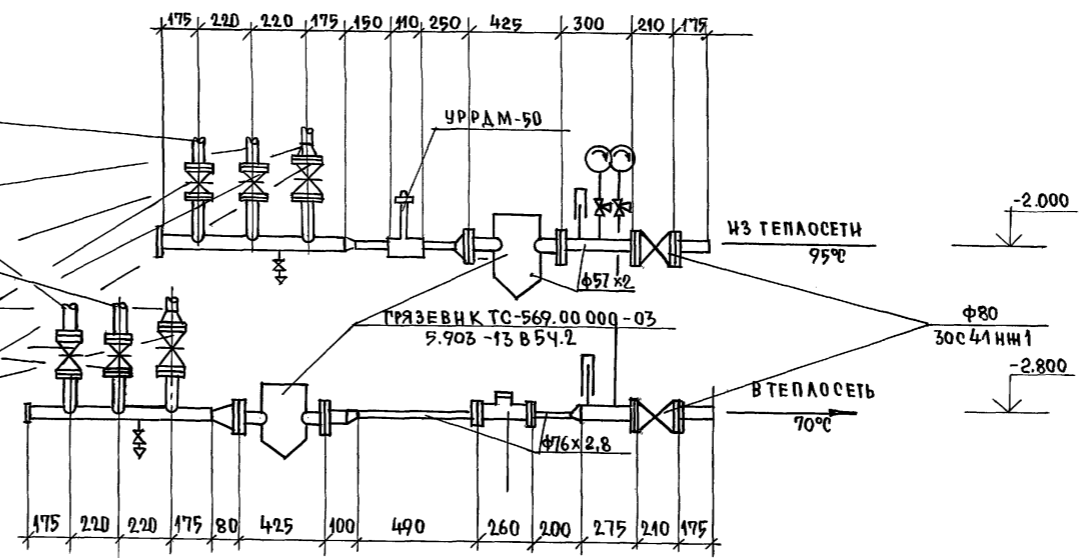 175 220 220 175 150 110 250 425 300 210 175
УРРДМ-50
-2.000
ИЗ ТЕПЛОСЕТИ
95°С
ф57х2
ГРЯЗЕВИК ТС-569.00 000-03
5.903-13 В54.2
ф80
30С41НЖ1
-2.800
В ТЕПЛОСЕТЬ
70°С
ф76х2,8
175 220 220 175 80 425 100 490 260 200 275 210 175